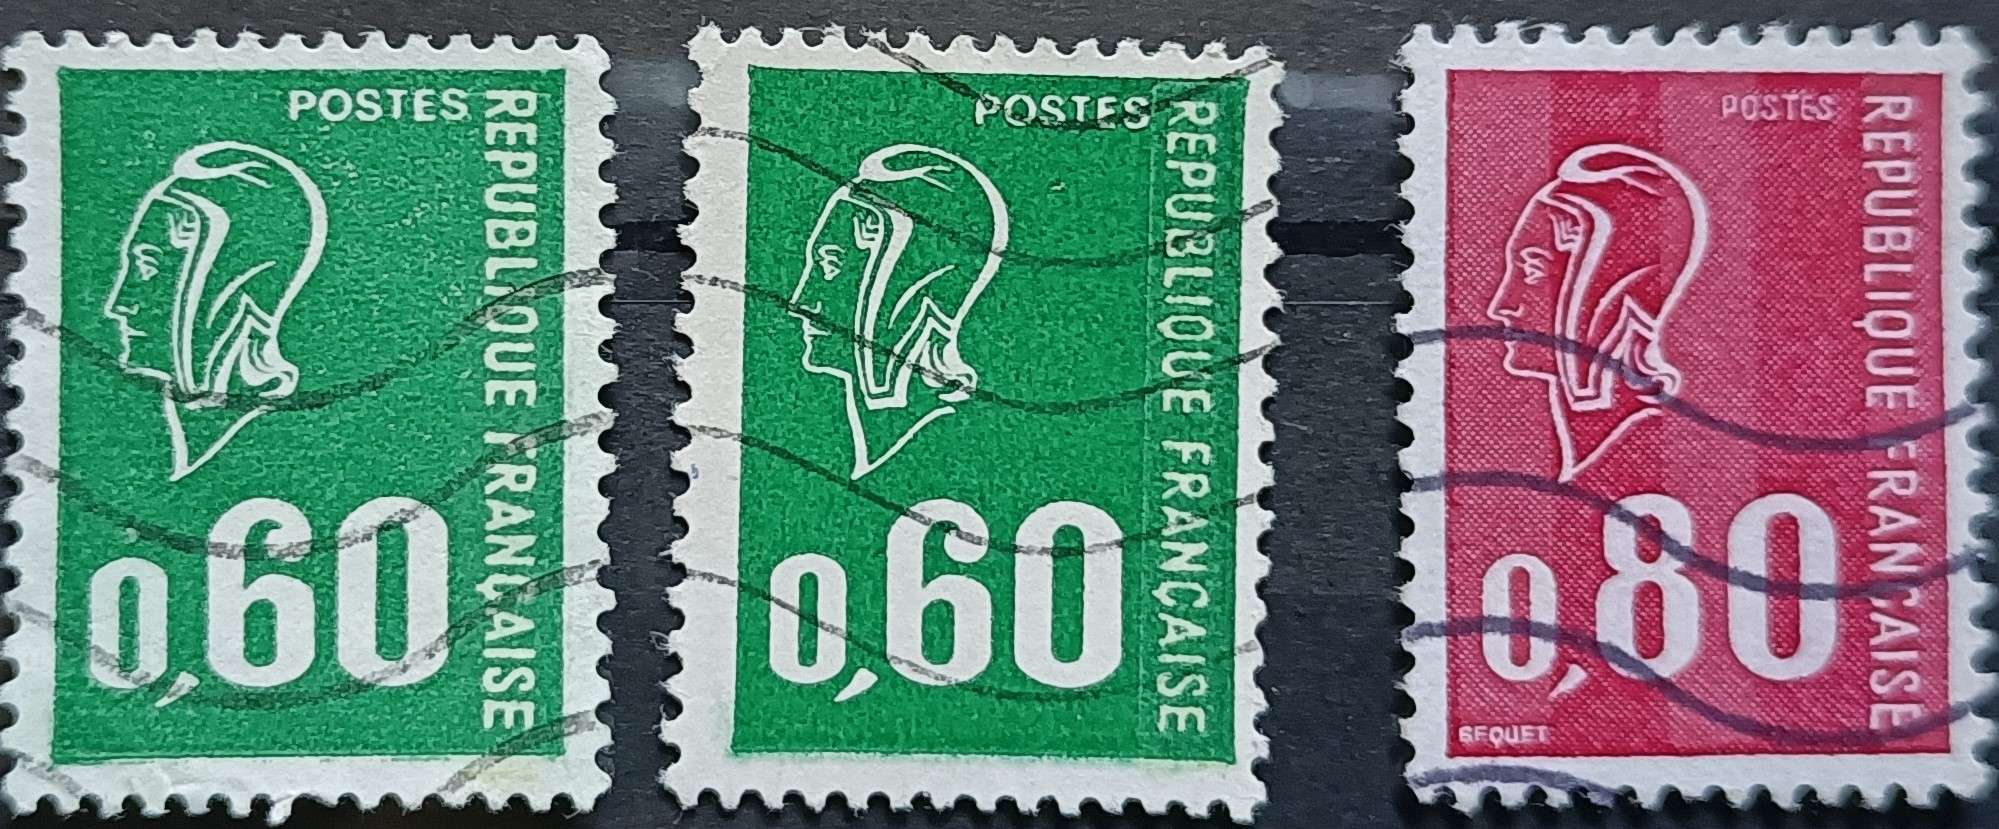 POSTES
REPUBLIQUE FRANÇAISE
0,60
POSTES
REPUBLIQUE FRANÇAISE
0,60
POSTES
REPUBLIQUE FRANÇAISE
0,80
BEQUET